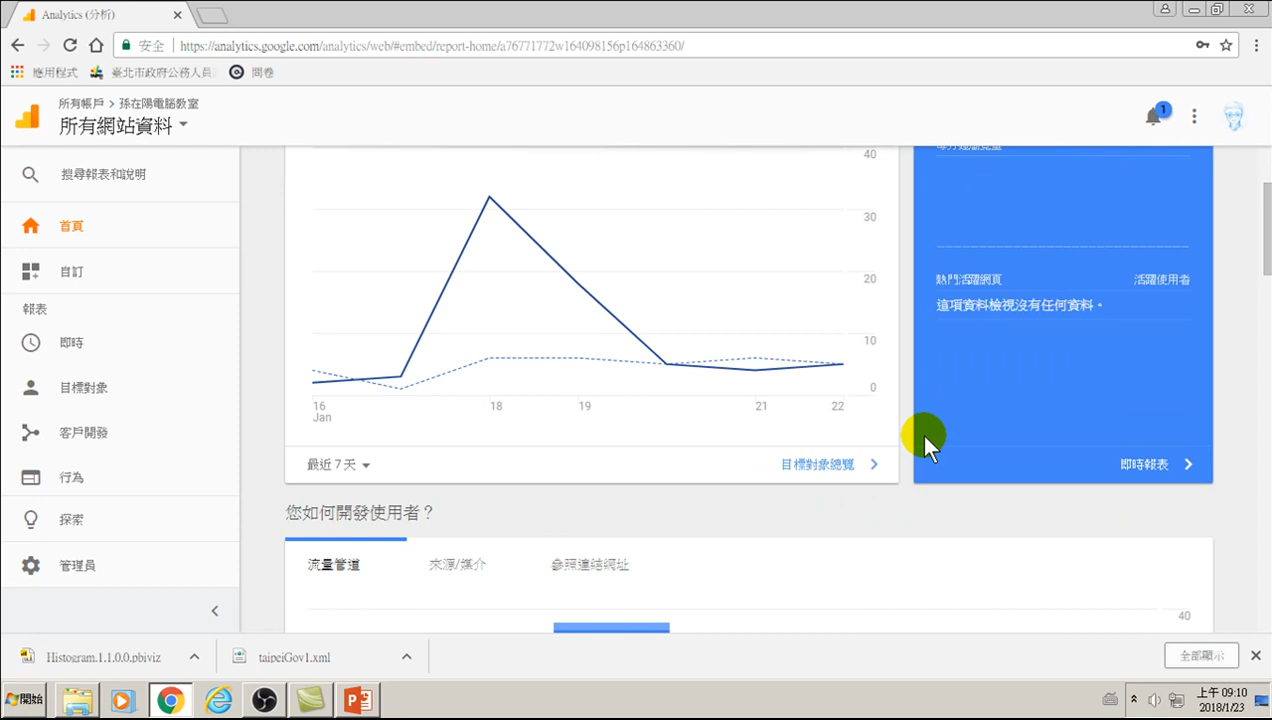 Analytics (分析)
安全
https://analytics.google.com/analytics/web/#embed/report-home/a76771772w164098156p164863360/
應用程式
臺北市政府公務人員
問卷
所有帳戶 > 孫在陽電腦教室
所有網站資料
1
搜尋報表和說明
首頁
自訂
報表
即時
目標對象
客戶開發
行為
探索
管理員
40
30
20
10
0
16
Jan
18
19
21
22
最近 7 天
目標對象總覽
熱門活躍網頁
活躍使用者
這項資料檢視沒有任何資料。
即時報表
您如何開發使用者？
流量管道
來源/媒介
參照連結網址
40
Histogram.1.1.0.0.pbiviz
taipeiGov1.xml
全部顯示
開始
上午 09:10
2018/1/23